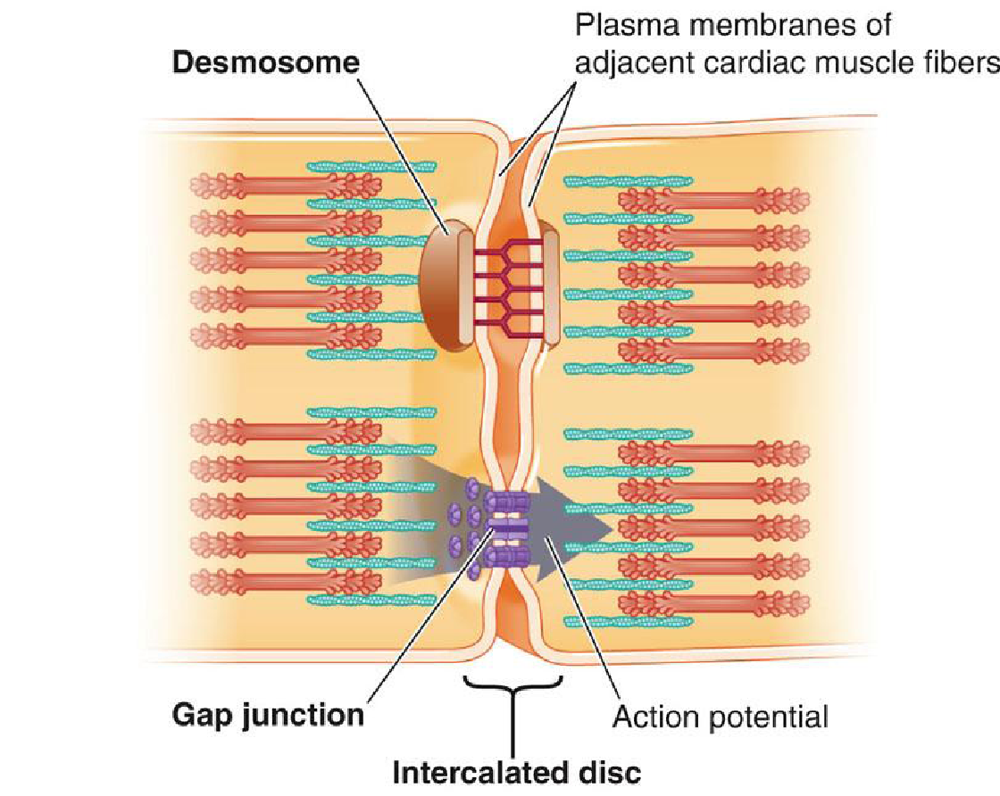 Plasma membranes of
adjacent cardiac muscle fibers
Desmosome
Gap junction
Action potential
Intercalated disc